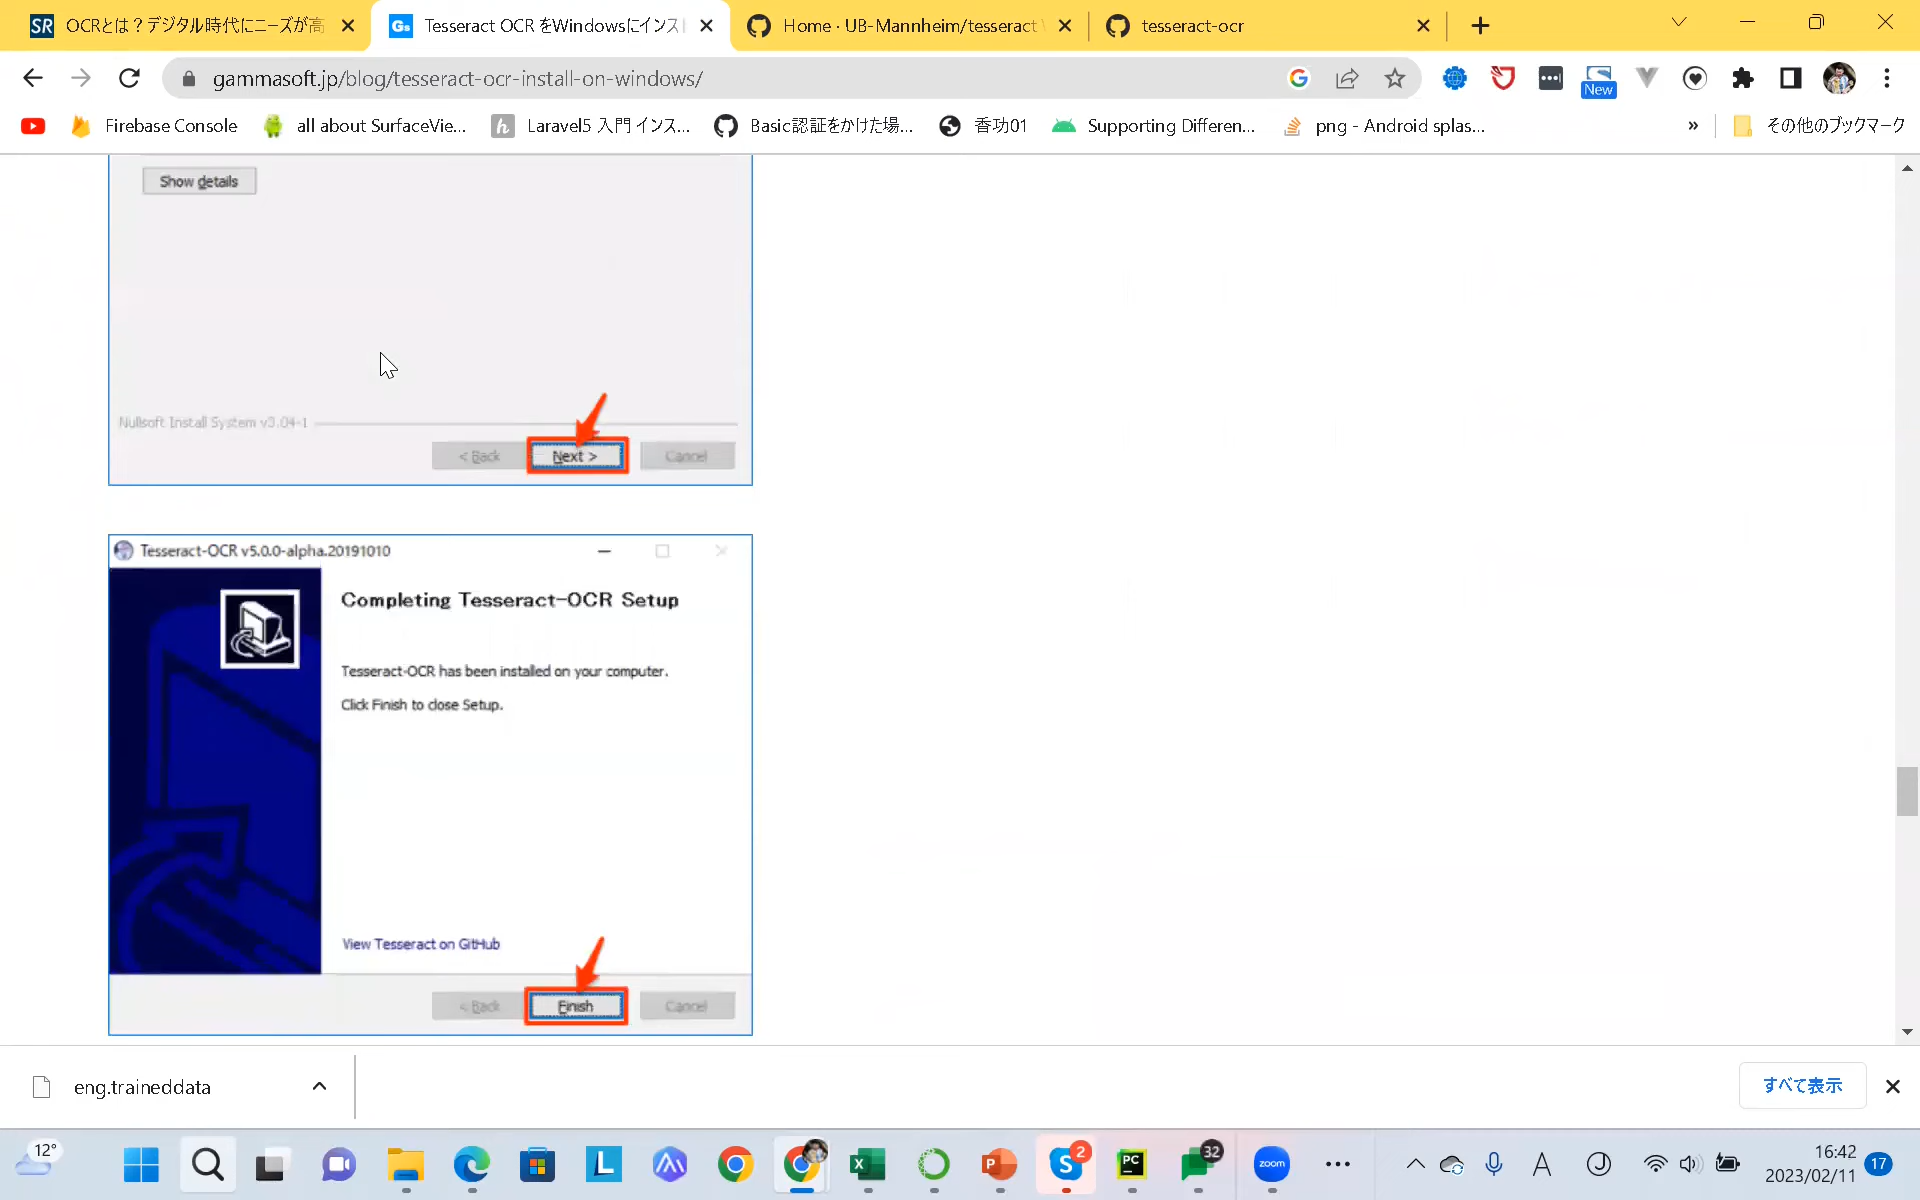 OCRとは？デジタル時代にニーズが高
Tesseract OCR をWindowsにインス
Home · UB-Mannheim/tesseract
tesseract-ocr
gammasoft.jp/blog/tesseract-ocr-install-on-windows/
New
Firebase Console
all about SurfaceVie...
Laravel5 入門 インス...
Basic認証をかけた場...
香功01
Supporting Differen...
png - Android splas...
»
その他のブックマーク
Show details
Nullsoft Install System v3.04-1
< Back
Next >
Cancel
Tesseract-OCR v5.0.0-alpha.20191010
Completing Tesseract-OCR Setup
Tesseract-OCR has been installed on your computer.
Click Finish to close Setup.
View Tesseract on GitHub
< Back
Finish
Cancel
eng.traineddata
すべて表示
12°
2
32
zoom
A
16:42
2023/02/11
17